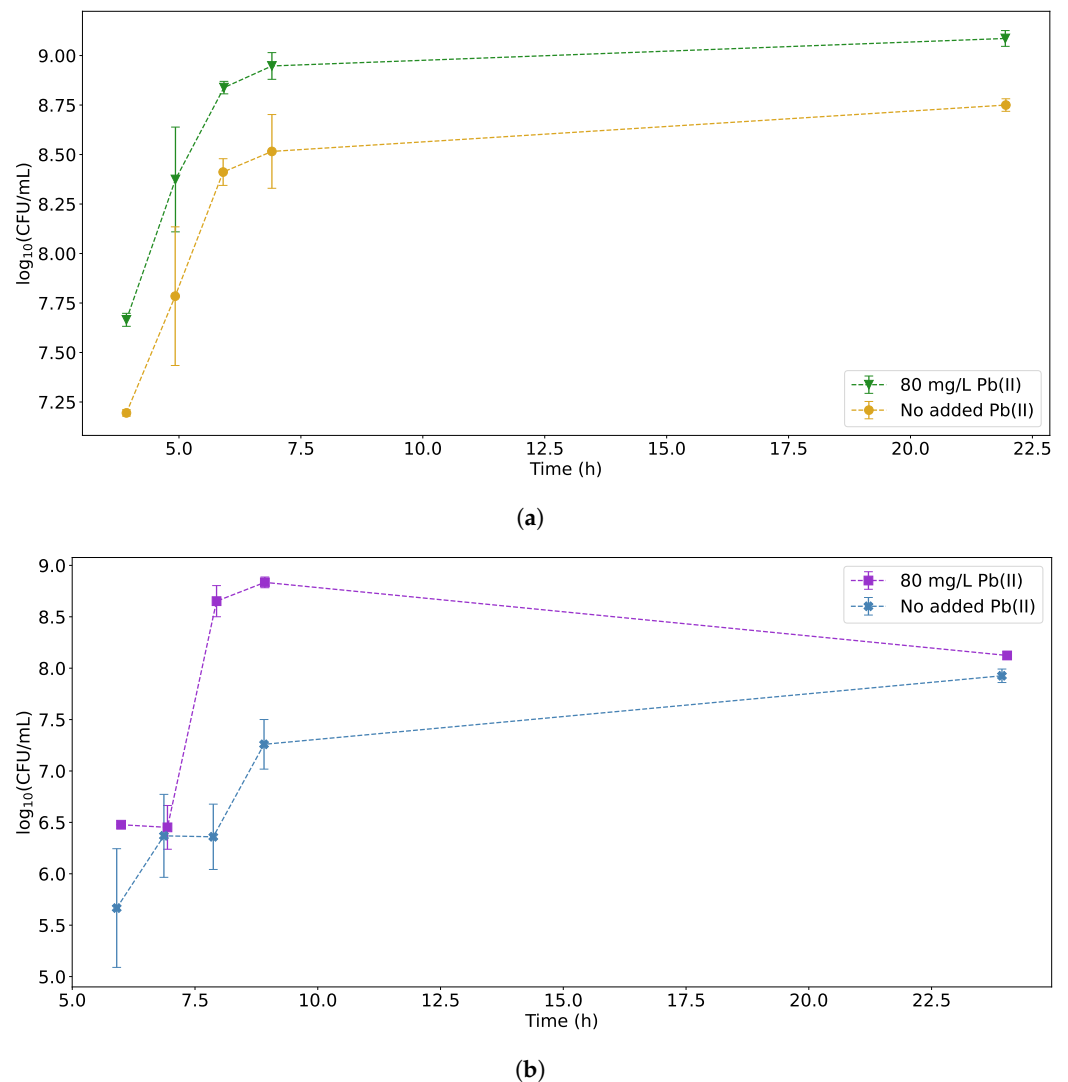 9.00
8.75
8.50
8.25
8.00
7.75
7.50
7.25
log₁₀(CFU/mL)
80 mg/L Pb(II)
No added Pb(II)
5.0 7.5 10.0 12.5 15.0 17.5 20.0 22.5
Time (h)
(a)
9.0
8.5
8.0
7.5
7.0
6.5
6.0
5.5
5.0
log₁₀(CFU/mL)
80 mg/L Pb(II)
No added Pb(II)
5.0 7.5 10.0 12.5 15.0 17.5 20.0 22.5
Time (h)
(b)